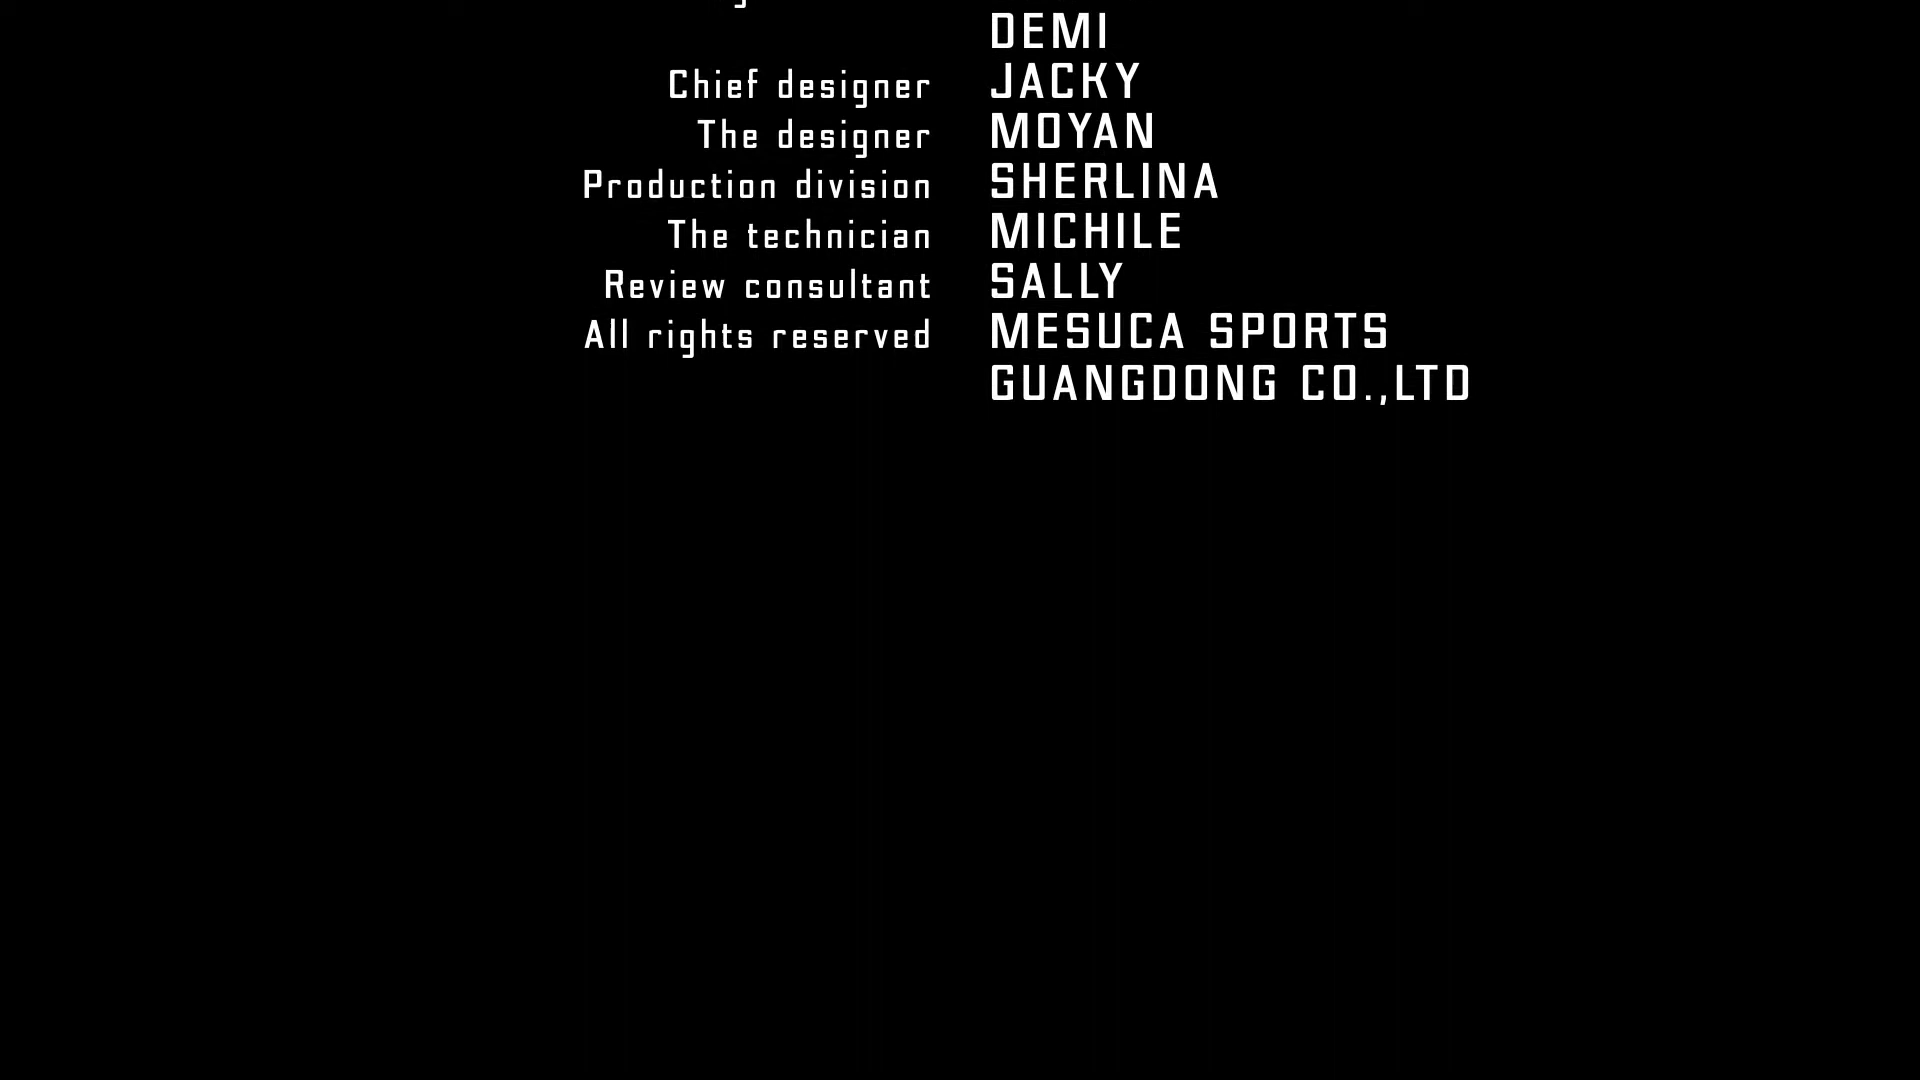 DEMI
Chief designer JACKY
The designer MOYAN
Production division SHERLINA
The technician MICHILE
Review consultant SALLY
All rights reserved MESUCA SPORTS
GUANGDONG CO.,LTD